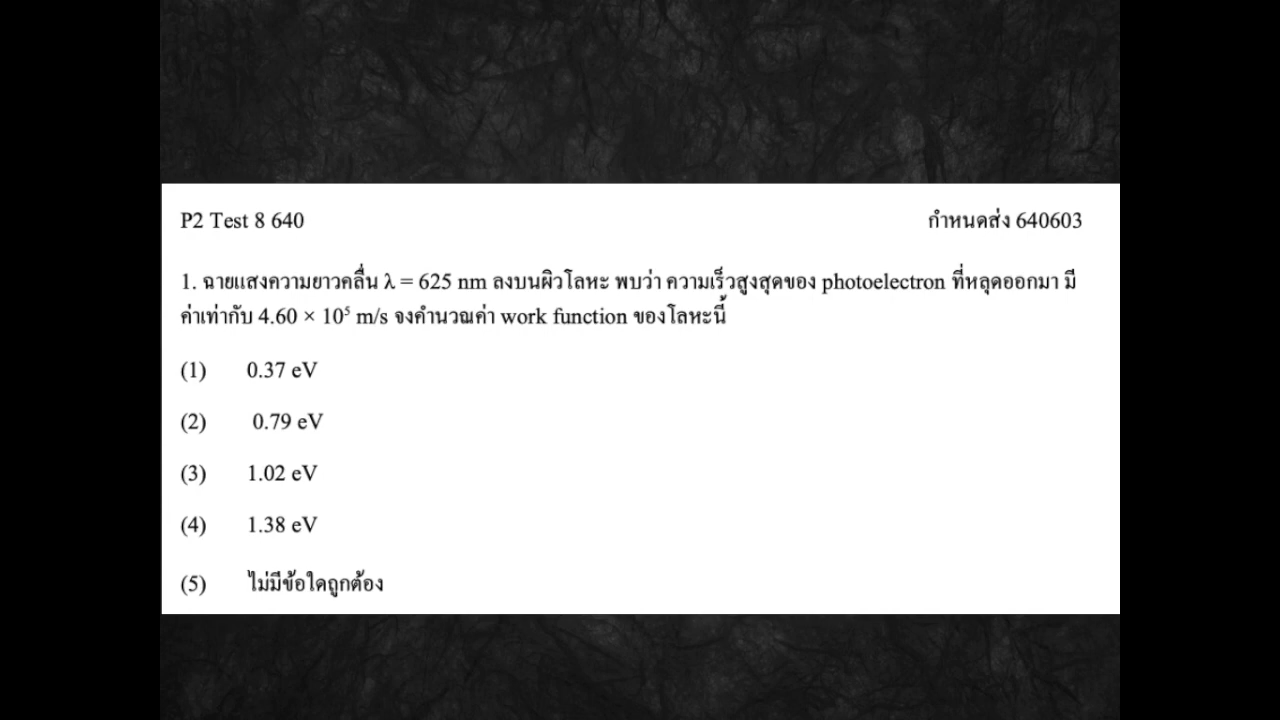 P2 Test 8 640
กำหนดส่ง 640603
1. ฉายแสงความยาวคลื่น λ = 625 nm ลงบนผิวโลหะ พบว่า ความเร็วสูงสุดของ photoelectron ที่หลุดออกมา มี
ค่าเท่ากับ 4.60 × 10⁵ m/s จงคำนวณค่า work function ของโลหะนี้
(1) 0.37 eV
(2) 0.79 eV
(3) 1.02 eV
(4) 1.38 eV
(5) ไม่มีข้อใดถูกต้อง